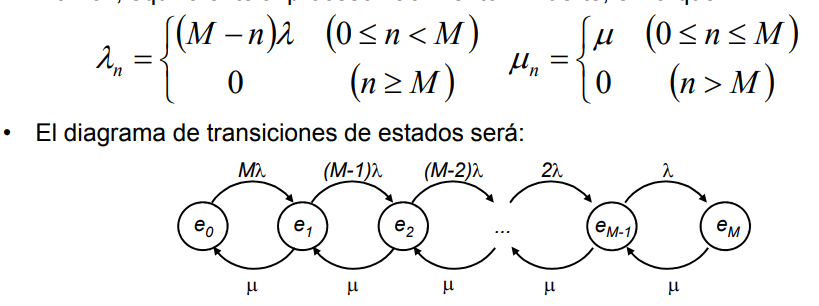 λₙ = { (M − n)λ (0 ≤ n < M) 0 (n ≥ M) μₙ = { μ (0 ≤ n ≤ M) 0 (n > M)
• El diagrama de transiciones de estados será:
Mλ (M-1)λ (M-2)λ 2λ λ
e0 e1 e2 ... eM-1 eM
μ μ μ μ μ